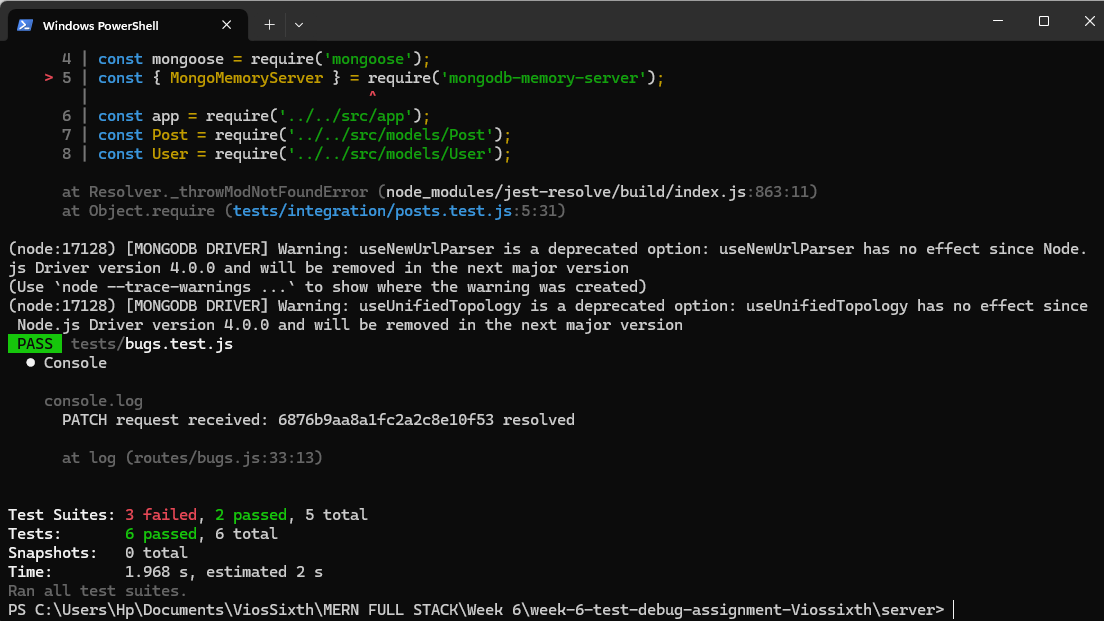 Windows PowerShell
4 | const mongoose = require('mongoose');
> 5 | const { MongoMemoryServer } = require('mongodb-memory-server');
| ^
6 | const app = require('../../src/app');
7 | const Post = require('../../src/models/Post');
8 | const User = require('../../src/models/User');
at Resolver._throwModNotFoundError (node_modules/jest-resolve/build/index.js:863:11)
at Object.require (tests/integration/posts.test.js:5:31)
(node:17128) [MONGODB DRIVER] Warning: useNewUrlParser is a deprecated option: useNewUrlParser has no effect since Node.
js Driver version 4.0.0 and will be removed in the next major version
(Use `node --trace-warnings ...` to show where the warning was created)
(node:17128) [MONGODB DRIVER] Warning: useUnifiedTopology is a deprecated option: useUnifiedTopology has no effect since
Node.js Driver version 4.0.0 and will be removed in the next major version
PASS tests/bugs.test.js
● Console
console.log
PATCH request received: 6876b9aa8a1fc2a2c8e10f53 resolved
at log (routes/bugs.js:33:13)
Test Suites: 3 failed, 2 passed, 5 total
Tests: 6 passed, 6 total
Snapshots: 0 total
Time: 1.968 s, estimated 2 s
Ran all test suites.
PS C:\Users\Hp\Documents\ViosSixth\MERN FULL STACK\Week 6\week-6-test-debug-assignment-Viossixth\server>